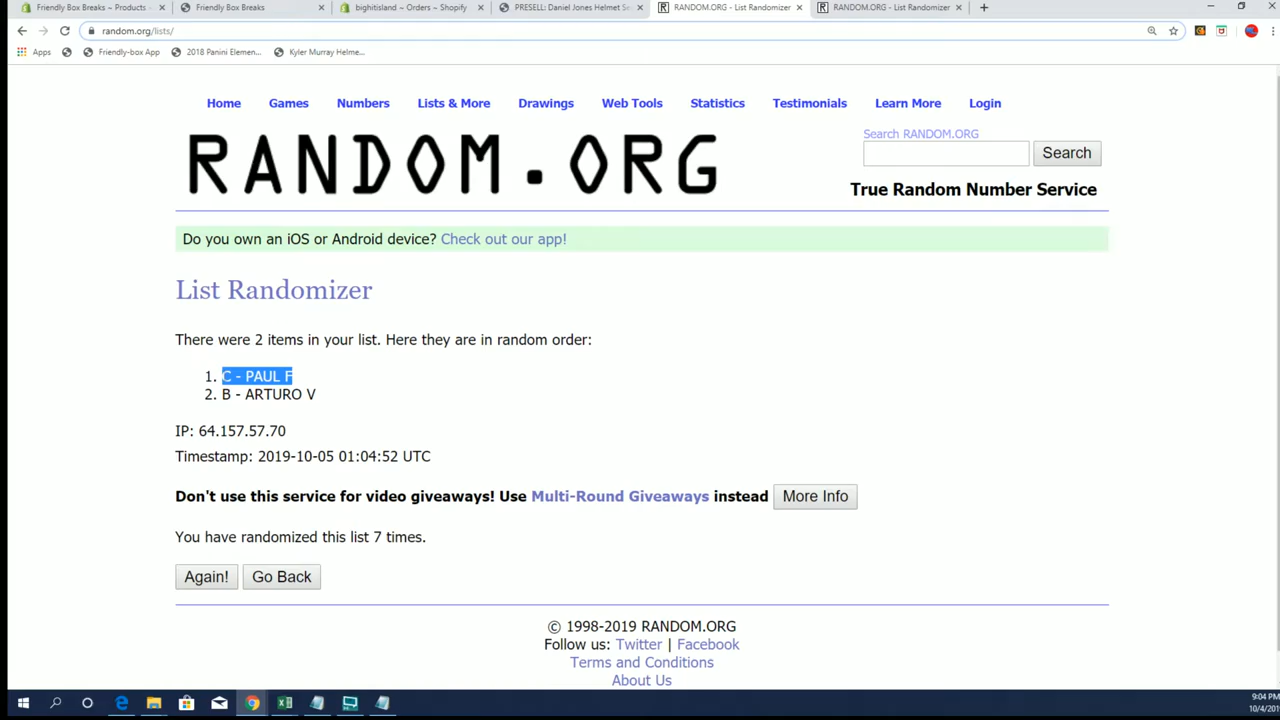 Friendly Box Breaks ~ Products ~
Friendly Box Breaks
bighitisland ~ Orders ~ Shopify
PRESELL: Daniel Jones Helmet Se
RANDOM.ORG - List Randomizer
RANDOM.ORG - List Randomizer
random.org/lists/
Apps
Friendly-box App
2018 Panini Elemen...
Kyler Murray Helme...
Home Games Numbers Lists & More Drawings Web Tools Statistics Testimonials Learn More Login
RANDOM.ORG
Search RANDOM.ORG
Search
True Random Number Service
Do you own an iOS or Android device? Check out our app!
List Randomizer
There were 2 items in your list. Here they are in random order:
1. C - PAUL F
2. B - ARTURO V
IP: 64.157.57.70
Timestamp: 2019-10-05 01:04:52 UTC
Don't use this service for video giveaways! Use Multi-Round Giveaways instead More Info
You have randomized this list 7 times.
Again! Go Back
© 1998-2019 RANDOM.ORG
Follow us: Twitter | Facebook
Terms and Conditions
About Us
9:04 PM
10/4/2019